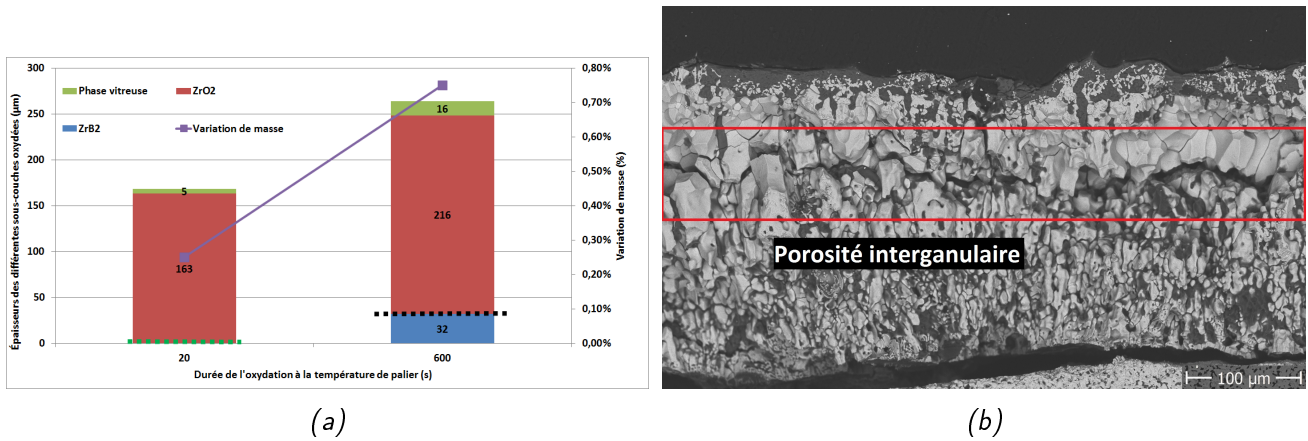 300
250
200
150
100
50
0
Épaisseurs des différentes sous-couches oxydées (µm)
Phase vitreuse
ZrO2
ZrB2
Variation de masse
5
163
16
216
32
20
600
Durée de l'oxydation à la température de palier (s)
0,80%
0,70%
0,60%
0,50%
0,40%
0,30%
0,20%
0,10%
0,00%
Variation de masse (%)
(a)
Porosité interganulaire
100 µm
(b)